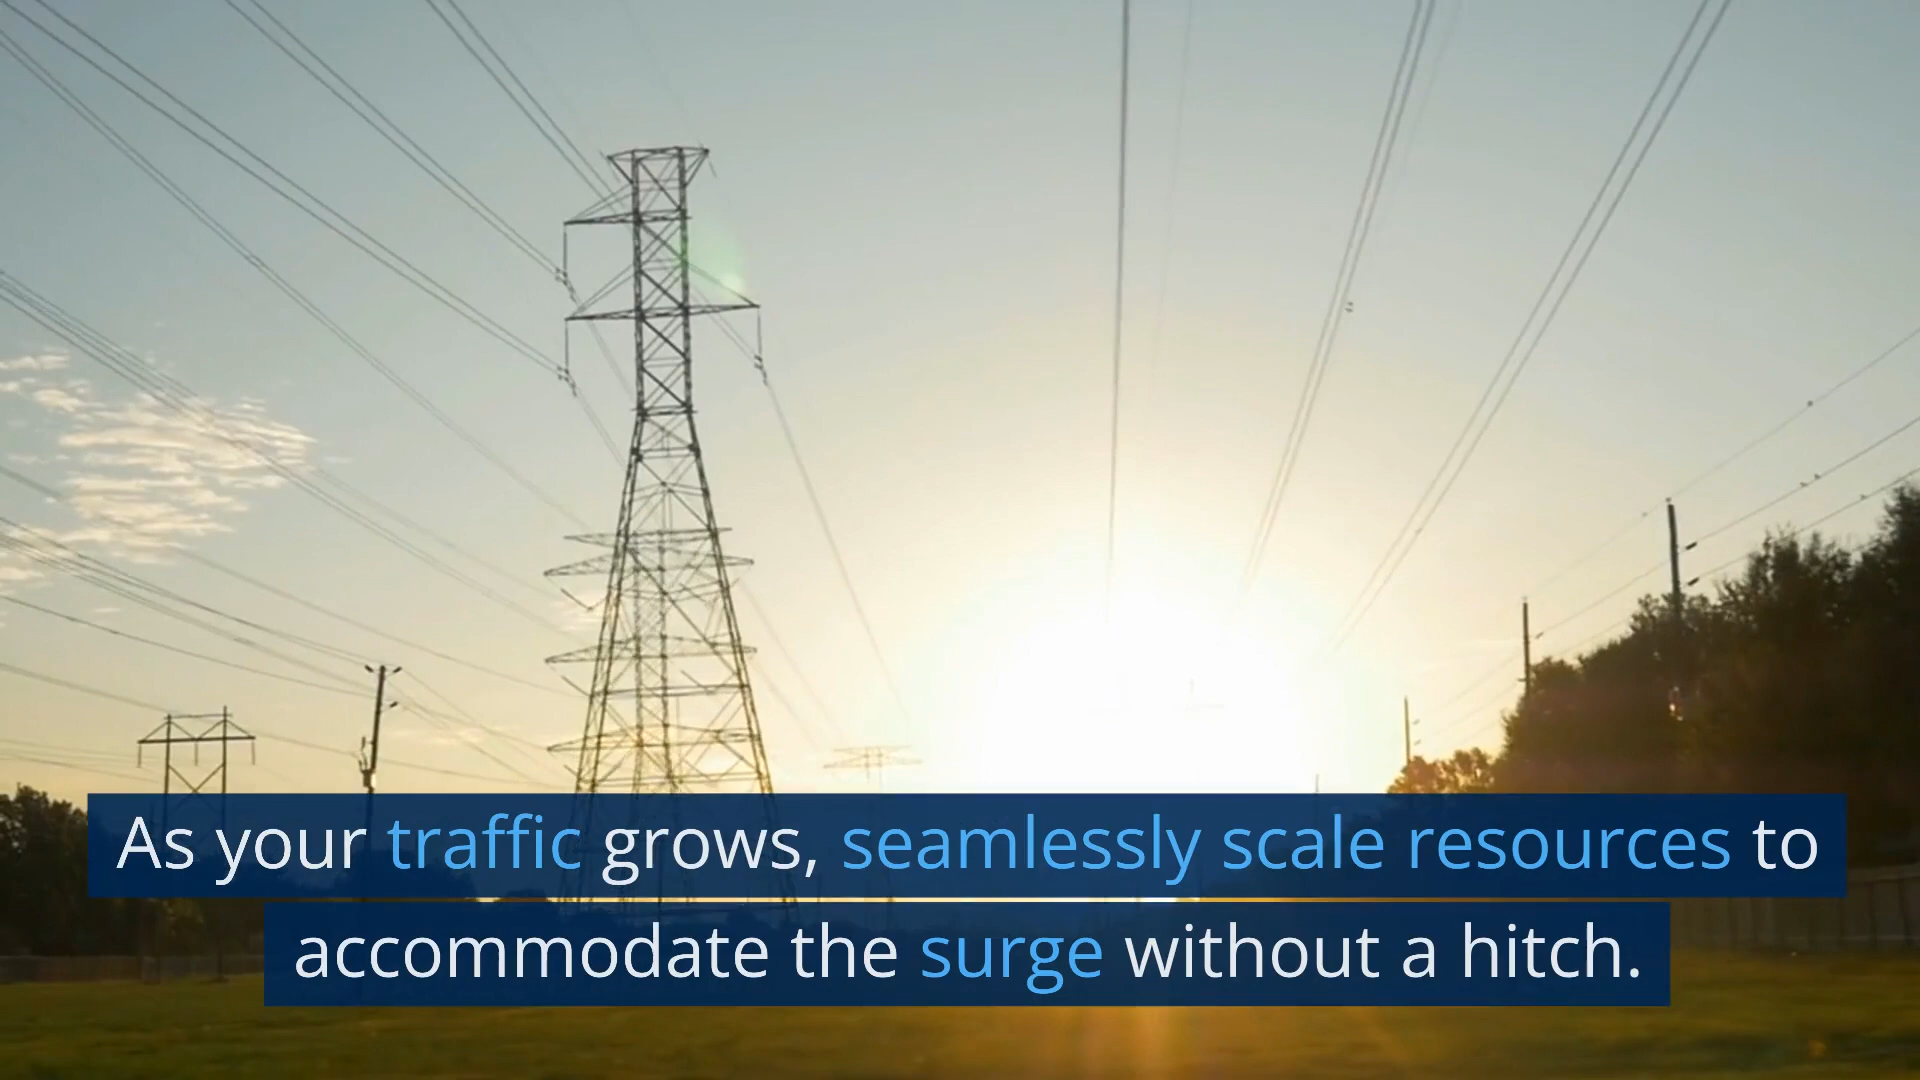 As your traffic grows, seamlessly scale resources to
accommodate the surge without a hitch.